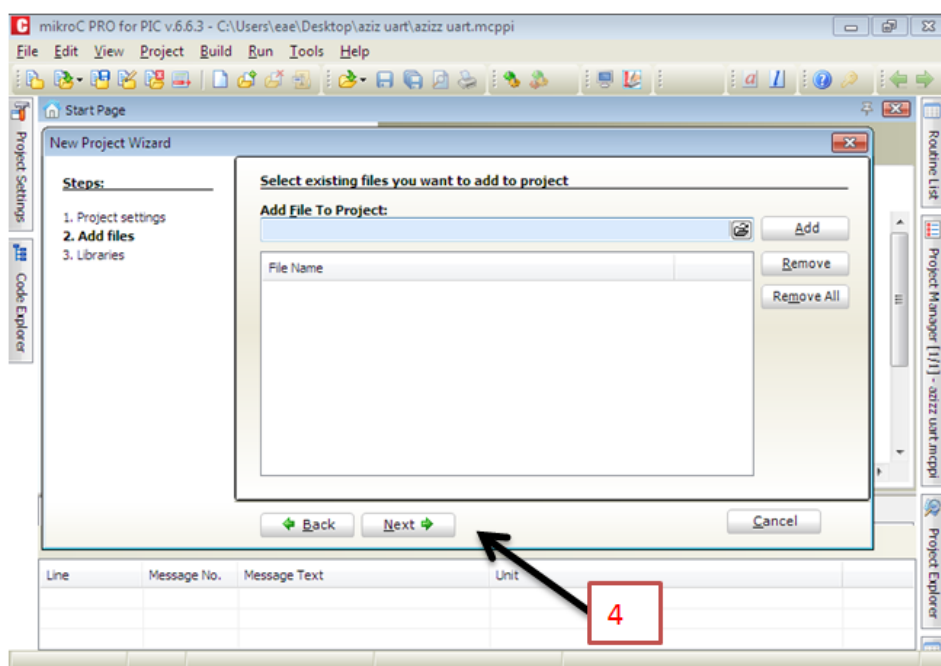 mikroC PRO for PIC v.6.6.3 - C:\Users\eae\Desktop\aziz uart\azizz uart.mcppi
File Edit View Project Build Run Tools Help
Start Page
Project Settings
Code Explorer
Routine List
Project Manager [1/1] - azizz uart.mcppi
Project Explorer
New Project Wizard
Steps:
1. Project settings
2. Add files
3. Libraries
Select existing files you want to add to project
Add File To Project:
Add
File Name
Remove
Remove All
Back Next Cancel
Line Message No. Message Text Unit
4